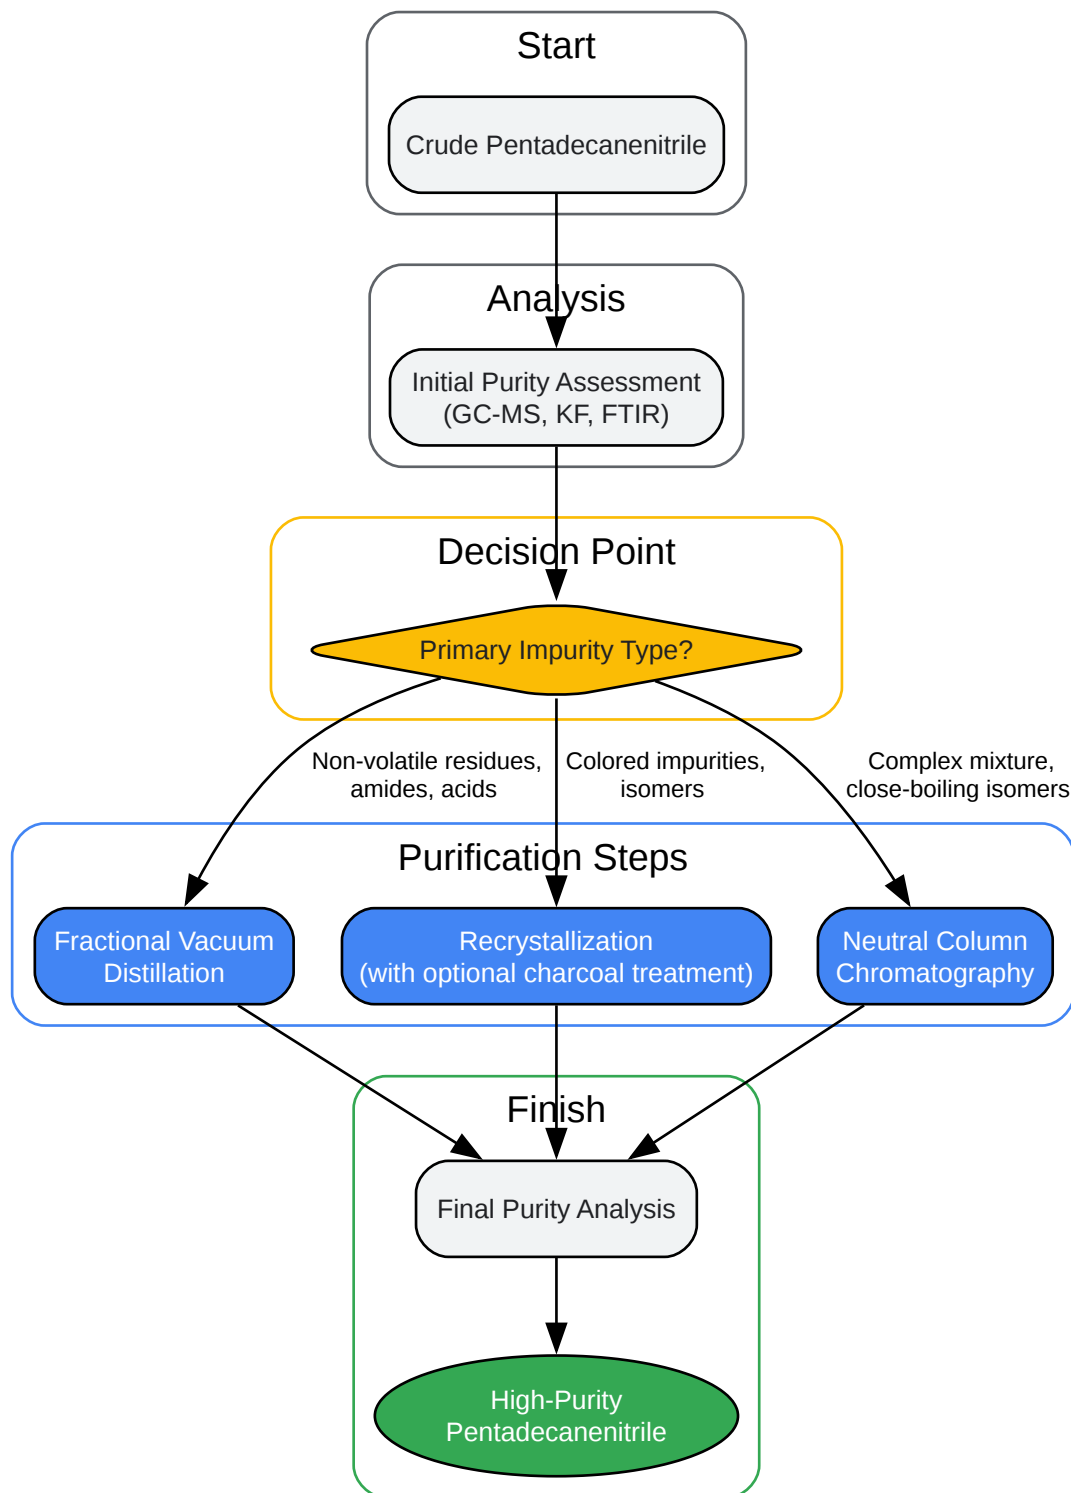 Start
Crude Pentadecanenitrile
Analysis
Initial Purity Assessment
(GC-MS, KF, FTIR)
Decision Point
Primary Impurity Type?
Non-volatile residues,
amides, acids
Colored impurities,
isomers
Complex mixture,
close-boiling isomers
Purification Steps
Fractional Vacuum
Distillation
Recrystallization
(with optional charcoal treatment)
Neutral Column
Chromatography
Finish
Final Purity Analysis
High-Purity
Pentadecanenitrile